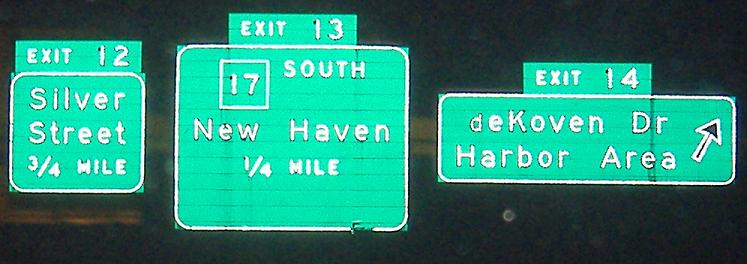 EXIT 12
Silver
Street
3/4 MILE
EXIT 13
17 SOUTH
New Haven
1/4 MILE
EXIT 14
deKoven Dr
Harbor Area